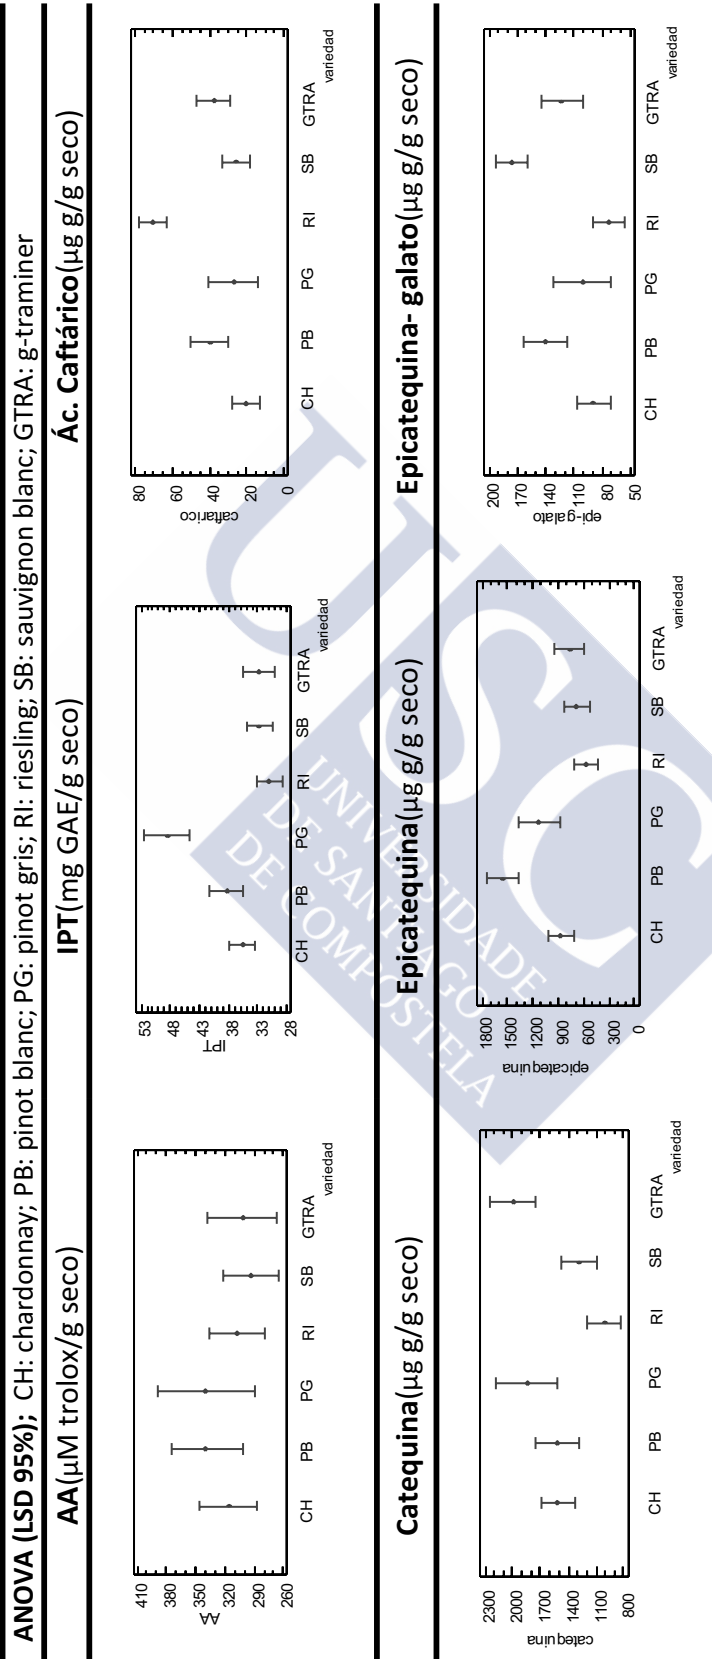 ANOVA (LSD 95%); CH: chardonnay; PB: pinot blanc; PG: pinot gris; RI: riesling; SB: sauvignon blanc; GTRA: g-traminer
AA(µM trolox/g seco)
IPT(mg GAE/g seco)
Ác. Caftárico(µg g/g seco)
AA
410
380
350
320
290
260
CH
PB
PG
RI
SB
GTRA
variedad
IPT
53
48
43
38
33
28
CH
PB
PG
RI
SB
GTRA
variedad
caftarico
80
60
40
20
0
CH
PB
PG
RI
SB
GTRA
variedad
Catequina(µg g/g seco)
Epicatequina(µg g/g seco)
Epicatequina- galato(µg g/g seco)
catequina
2300
2000
1700
1400
1100
800
CH
PB
PG
RI
SB
GTRA
variedad
epicatequina
1800
1500
1200
900
600
300
0
CH
PB
PG
RI
SB
GTRA
variedad
epi-galato
200
170
140
110
80
50
CH
PB
PG
RI
SB
GTRA
variedad
USC
UNIVERSIDADE
DE SANTIAGO
DE COMPOSTELA